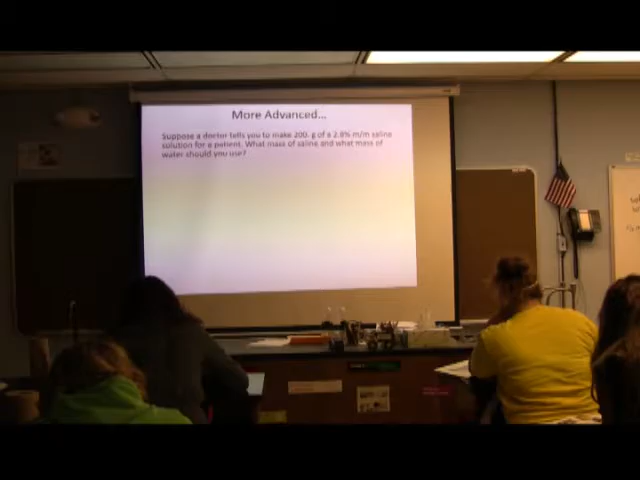 More Advanced...
Suppose a doctor tells you to make 200. g of a 2.8% m/m saline
solution for a patient. What mass of saline and what mass of
water should you use?